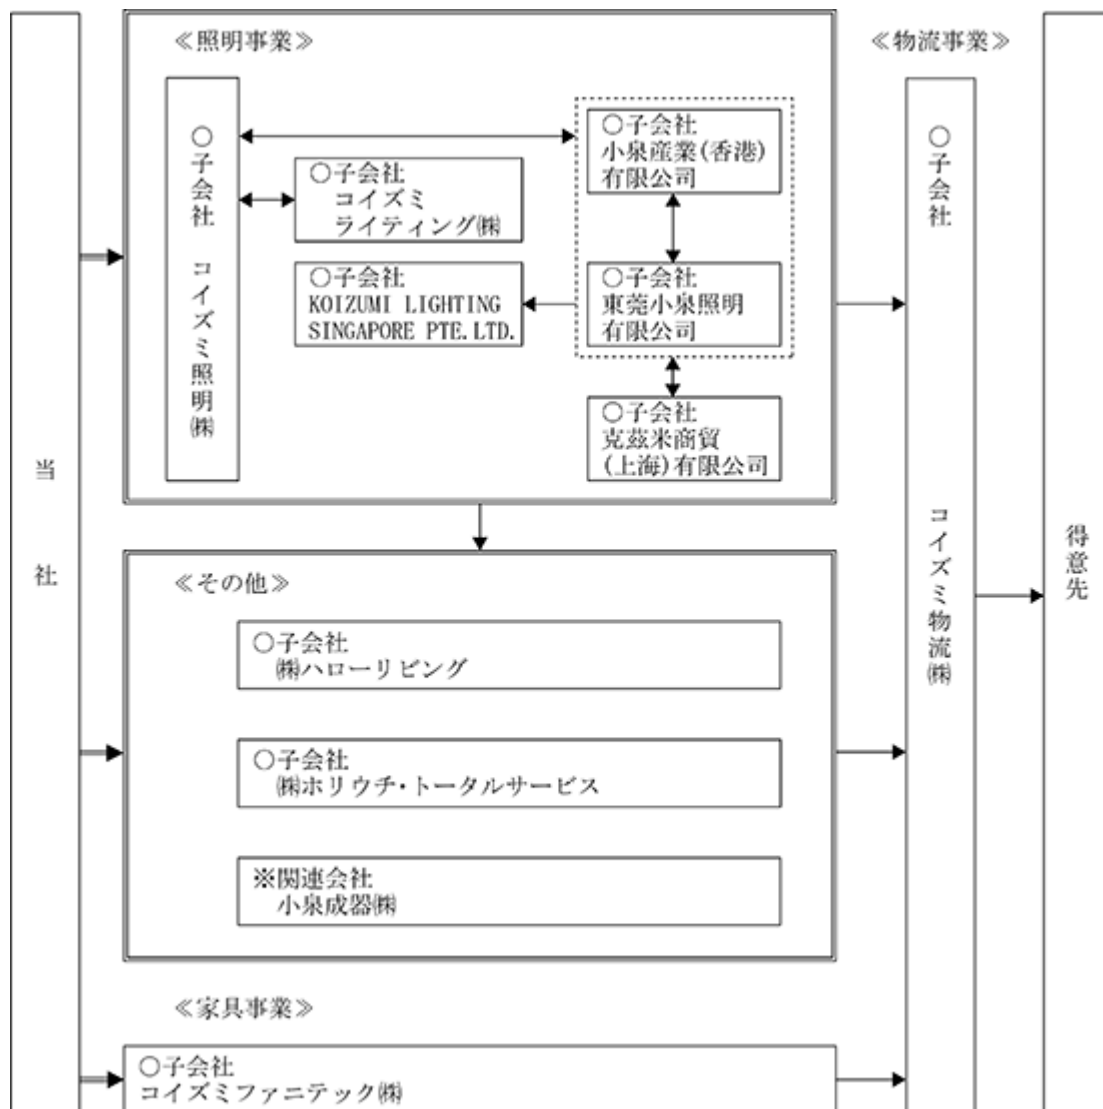 当社
≪照明事業≫
○子会社 コイズミ照明㈱
○子会社
コイズミ
ライティング㈱
○子会社
KOIZUMI LIGHTING
SINGAPORE PTE.LTD.
○子会社
小泉産業(香港)
有限公司
○子会社
東莞小泉照明
有限公司
○子会社
克茲米商貿
(上海)有限公司
≪その他≫
○子会社
㈱ハローリビング
○子会社
㈱ホリウチ・トータルサービス
※関連会社
小泉成器㈱
≪家具事業≫
○子会社
コイズミファニテック㈱
≪物流事業≫
○子会社 コイズミ物流㈱
得意先